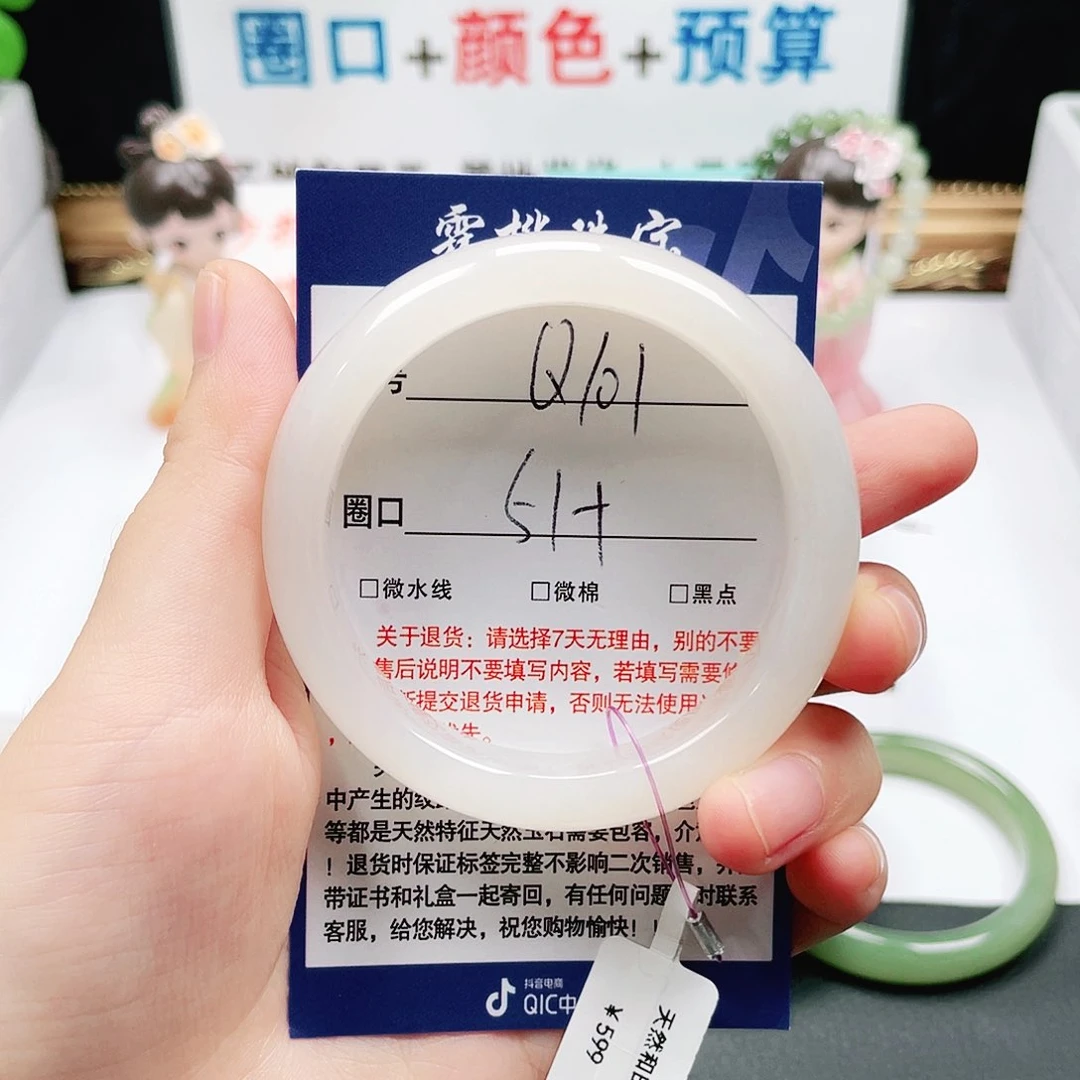 圈口+颜色+预算
霖挑珠宝
号 Q101
圈口 51+
□微水线 □微棉 □黑点
关于退货：请选择7天无理由，别的不要
售后说明不要填写内容，若填写需要
新提交退货申请，否则无法使用
先。
中产生的纹
等都是天然特征天然玉石需要包容，介
！退货时保证标签完整不影响二次销售，
带证书和礼盒一起寄回，有任何问题 时联系
客服，给您解决，祝您购物愉快！！
抖音电商
QIC中
天然和田
¥599